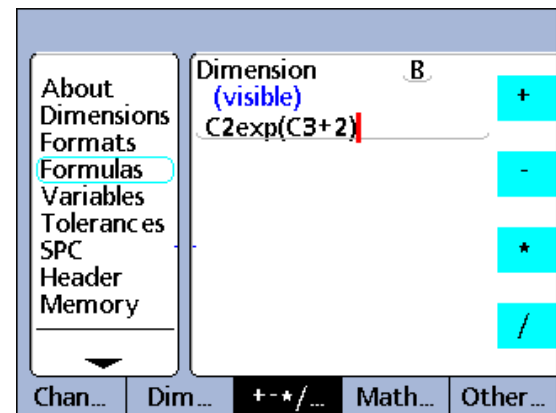 About
Dimensions
Formats
Formulas
Variables
Tolerances
SPC
Header
Memory
Dimension B
(visible)
C2exp(C3+2)
+
-
*
/
Chan... Dim... +-*/... Math... Other...